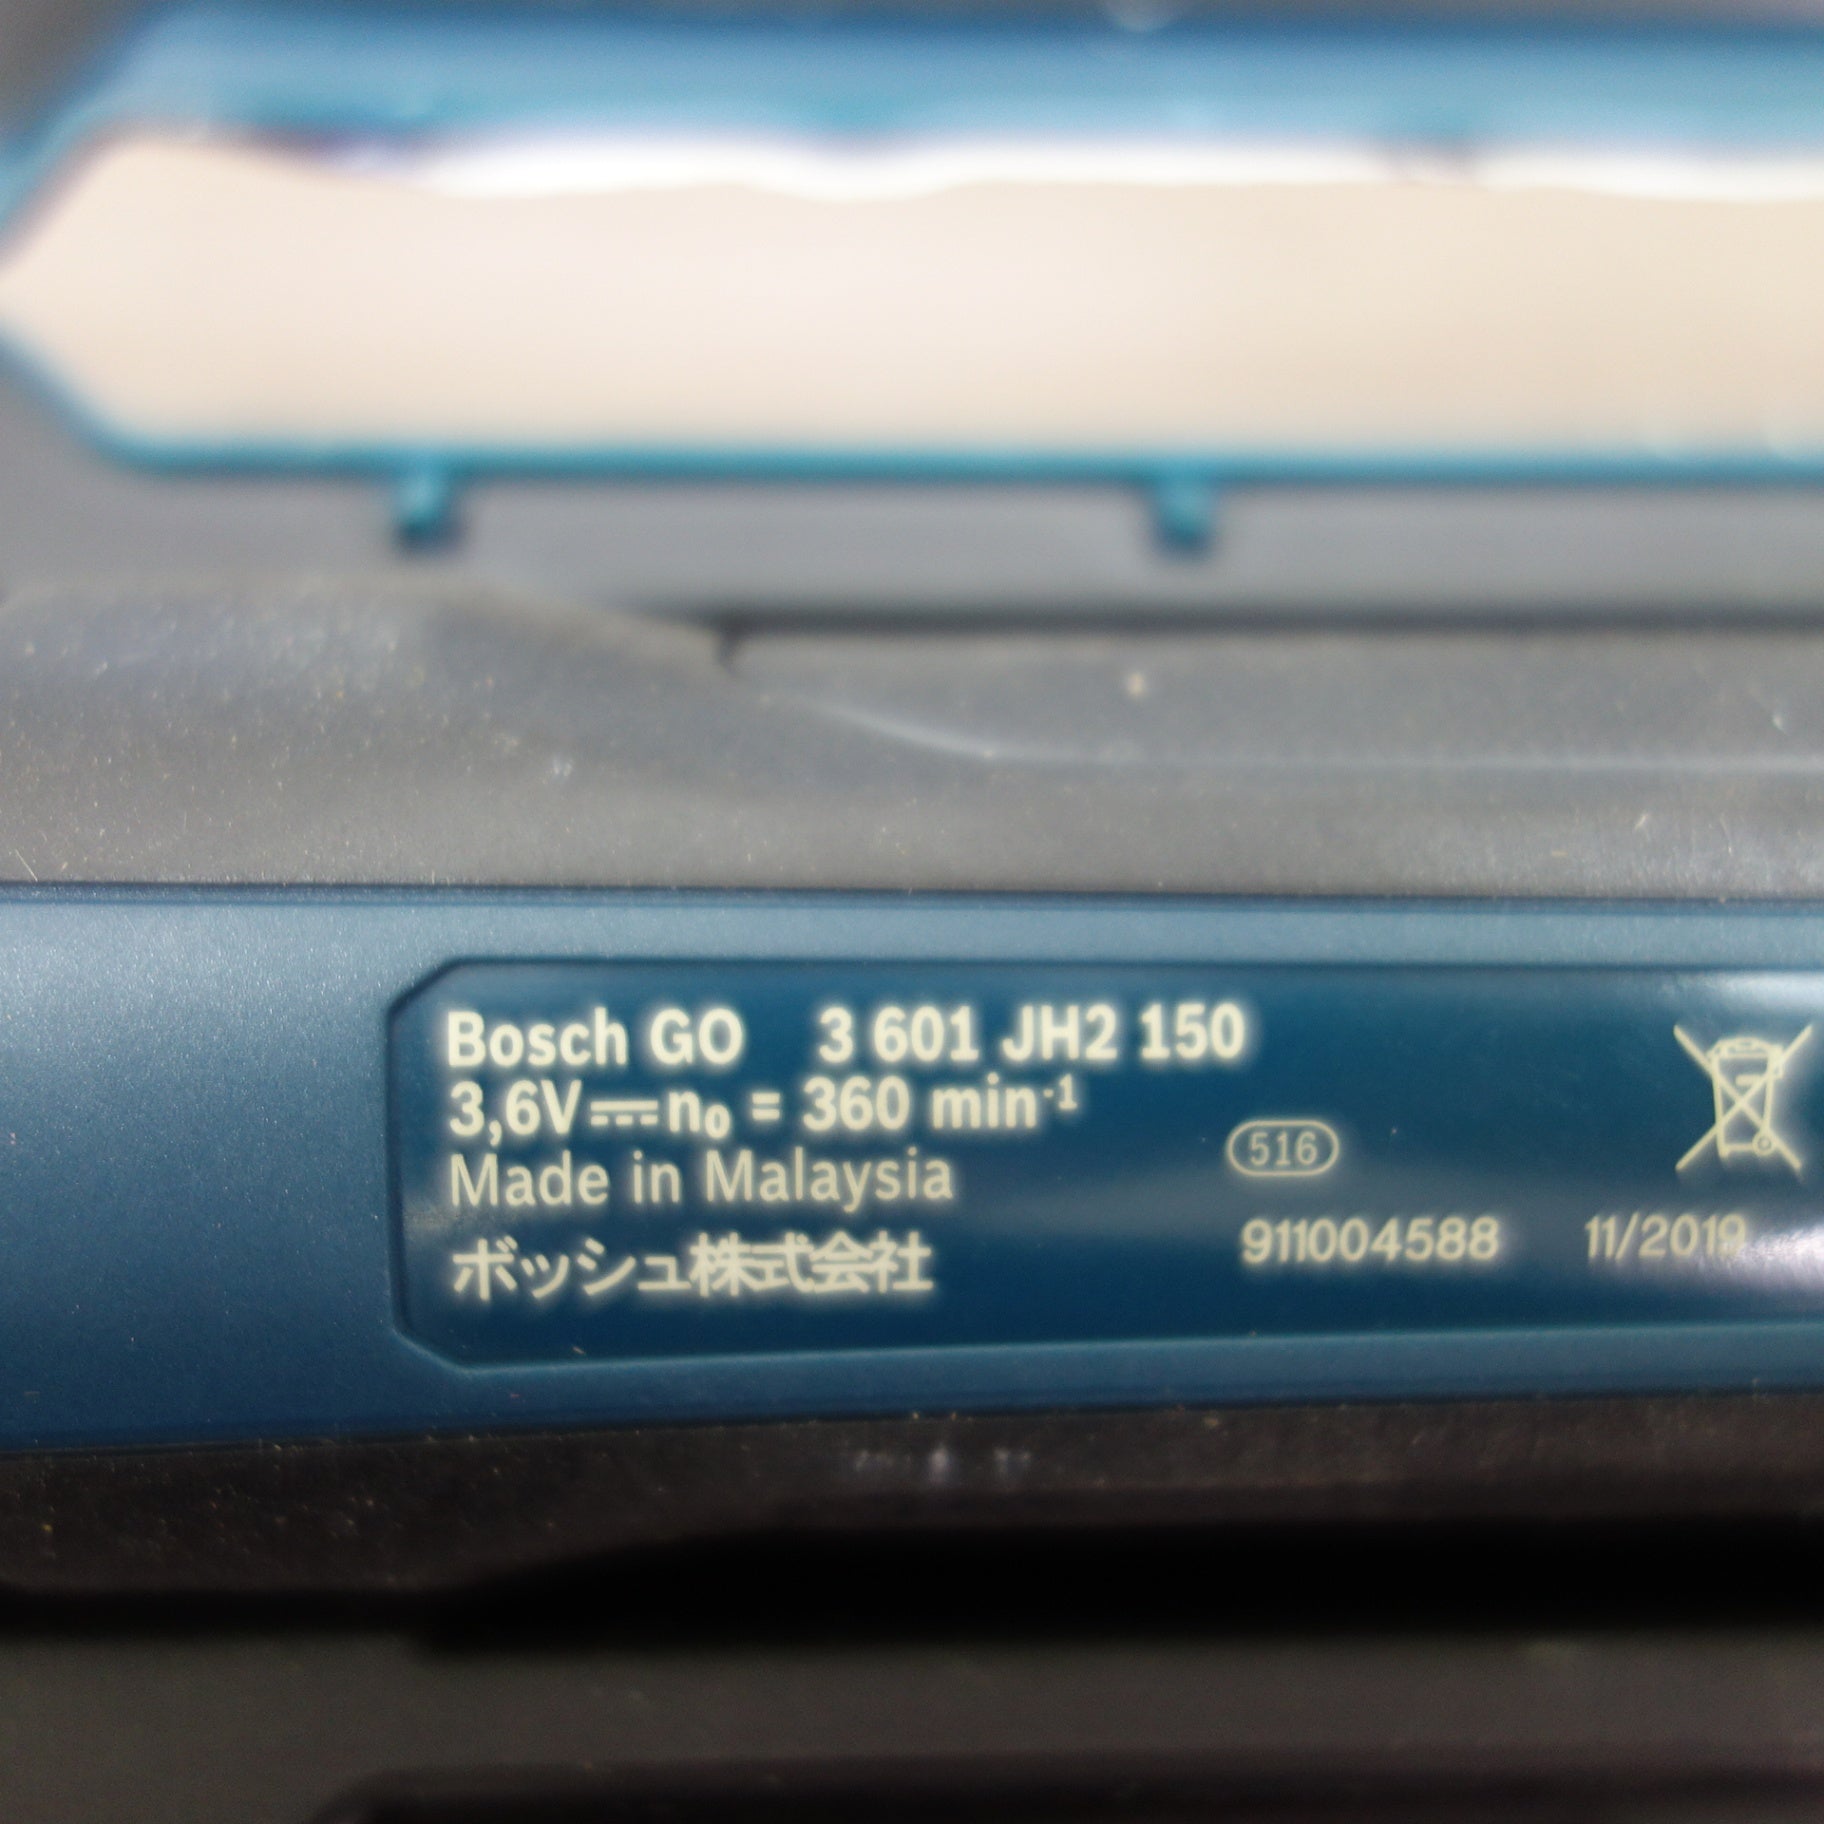 Bosch GO 3 601 JH2 150
3,6V⎓n₀ = 360 min⁻¹
Made in Malaysia
516
ボッシュ株式会社
911004588 11/2019